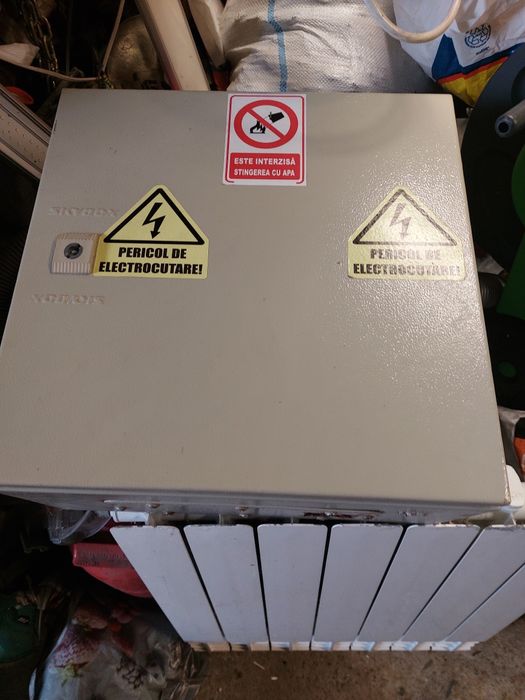 ESTE INTERZISĂ
STINGEREA CU APA
PERICOL DE
ELECTROCUTARE!
PERICOL DE
ELECTROCUTARE!